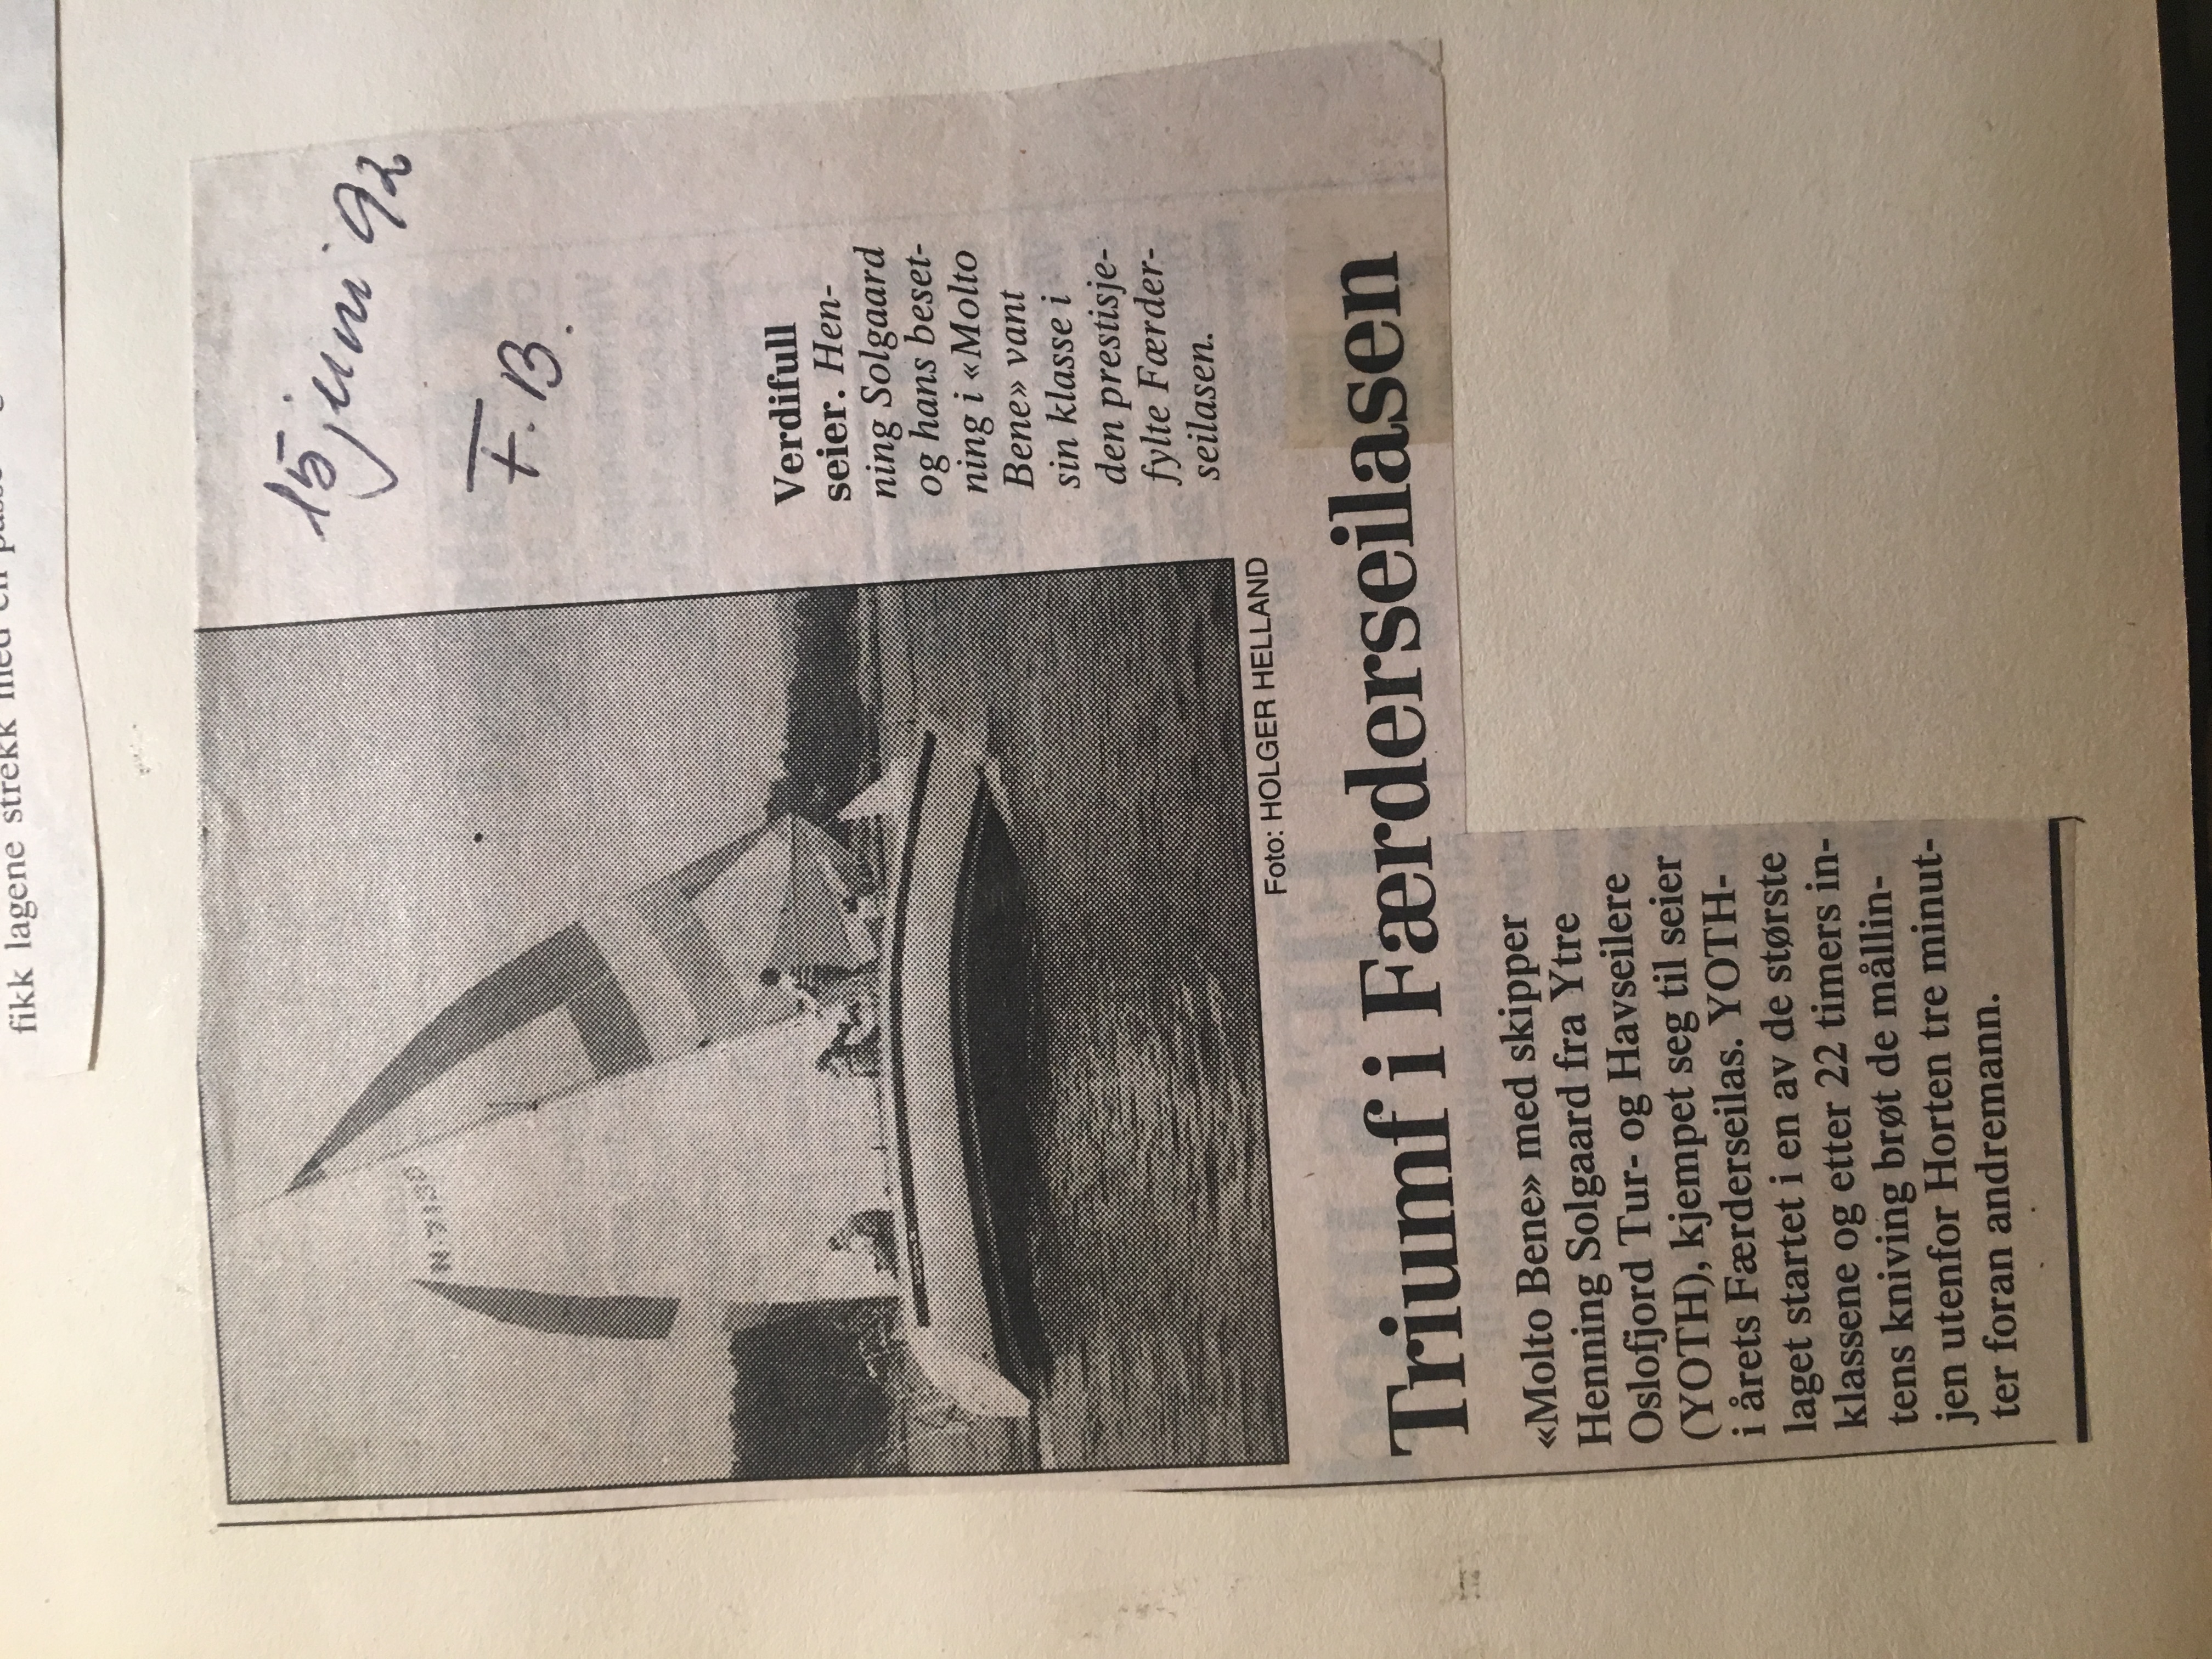 fikk lagene strekk med en
15 juni 92
F.B.
N-7138
Verdifull
seier. Hen-
ning Solgaard
og hans beset-
ning i «Molto
Bene» vant
sin klasse i
den prestisje-
fylte Færder-
seilasen.
Foto: HOLGER HELLAND
Triumf i Færderseilasen
«Molto Bene» med skipper
Henning Solgaard fra Ytre
Oslofjord Tur- og Havseilere
(YOTH), kjempet seg til seier
i årets Færderseilas. YOTH-
laget startet i en av de største
klassene og etter 22 timers in-
tens kniving brøt de mållin-
jen utenfor Horten tre minut-
ter foran andremann.